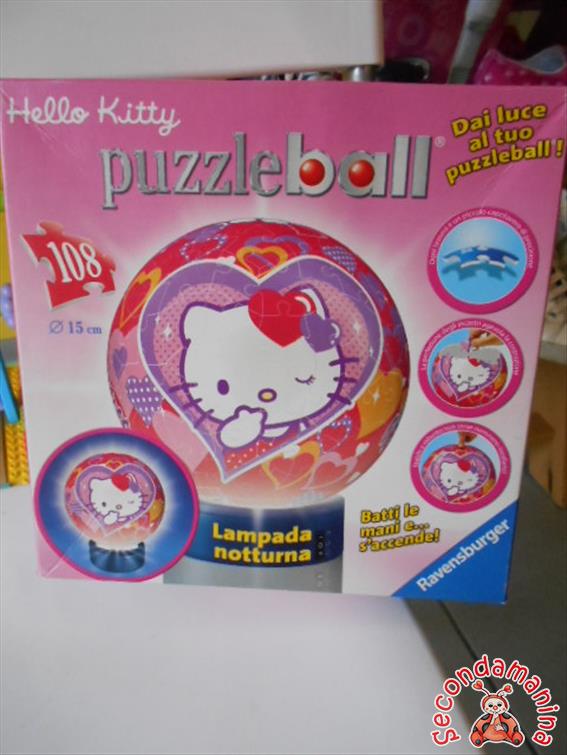 Hello Kitty
puzzleball®
Dai luce
al tuo
puzzleball!
108
Ø 15 cm
Lampada
notturna
Batti le
mani e...
s'accende!
Ravensburger
Secondamanina